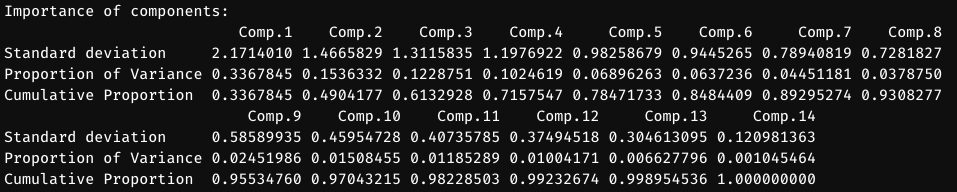 Importance of components:
Comp.1 Comp.2 Comp.3 Comp.4 Comp.5 Comp.6 Comp.7 Comp.8
Standard deviation 2.1714010 1.4665829 1.3115835 1.1976922 0.98258679 0.9445265 0.78940819 0.7281827
Proportion of Variance 0.3367845 0.1536332 0.1228751 0.1024619 0.06896263 0.0637236 0.04451181 0.0378750
Cumulative Proportion 0.3367845 0.4904177 0.6132928 0.7157547 0.78471733 0.8484409 0.89295274 0.9308277
Comp.9 Comp.10 Comp.11 Comp.12 Comp.13 Comp.14
Standard deviation 0.58589935 0.45954728 0.40735785 0.37494518 0.304613095 0.120981363
Proportion of Variance 0.02451986 0.01508455 0.01185289 0.01004171 0.006627796 0.001045464
Cumulative Proportion 0.95534760 0.97043215 0.98228503 0.99232674 0.998954536 1.000000000